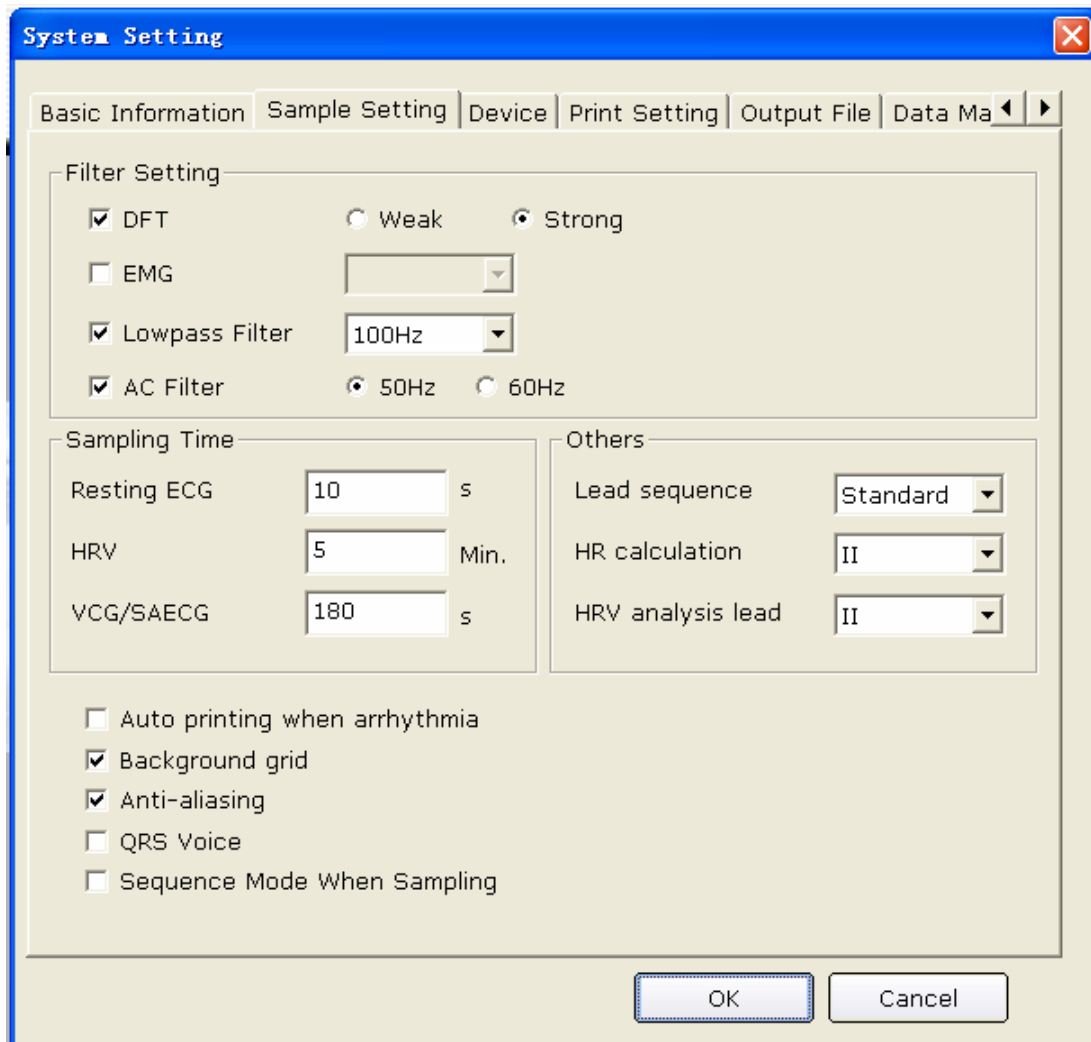 System Setting
Basic Information Sample Setting Device Print Setting Output File Data Ma
Filter Setting
DFT Weak Strong
EMG
Lowpass Filter 100Hz
AC Filter 50Hz 60Hz
Sampling Time
Resting ECG 10 s
HRV 5 Min.
VCG/SAECG 180 s
Others
Lead sequence Standard
HR calculation II
HRV analysis lead II
Auto printing when arrhythmia
Background grid
Anti-aliasing
QRS Voice
Sequence Mode When Sampling
OK Cancel